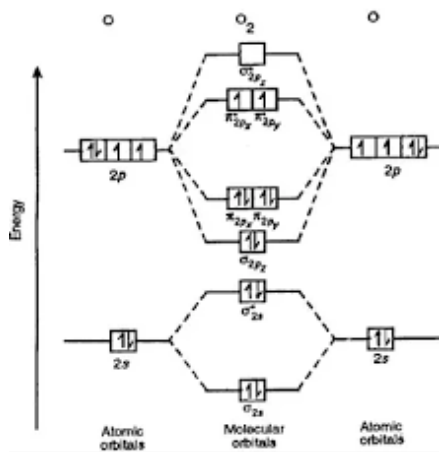 O O₂ O
σ*2pz
π*2px π*2py
2p 2p
π2px π2py
σ2pz
σ*2s
2s 2s
σ2s
Energy
Atomic orbitals
Molecular orbitals
Atomic orbitals